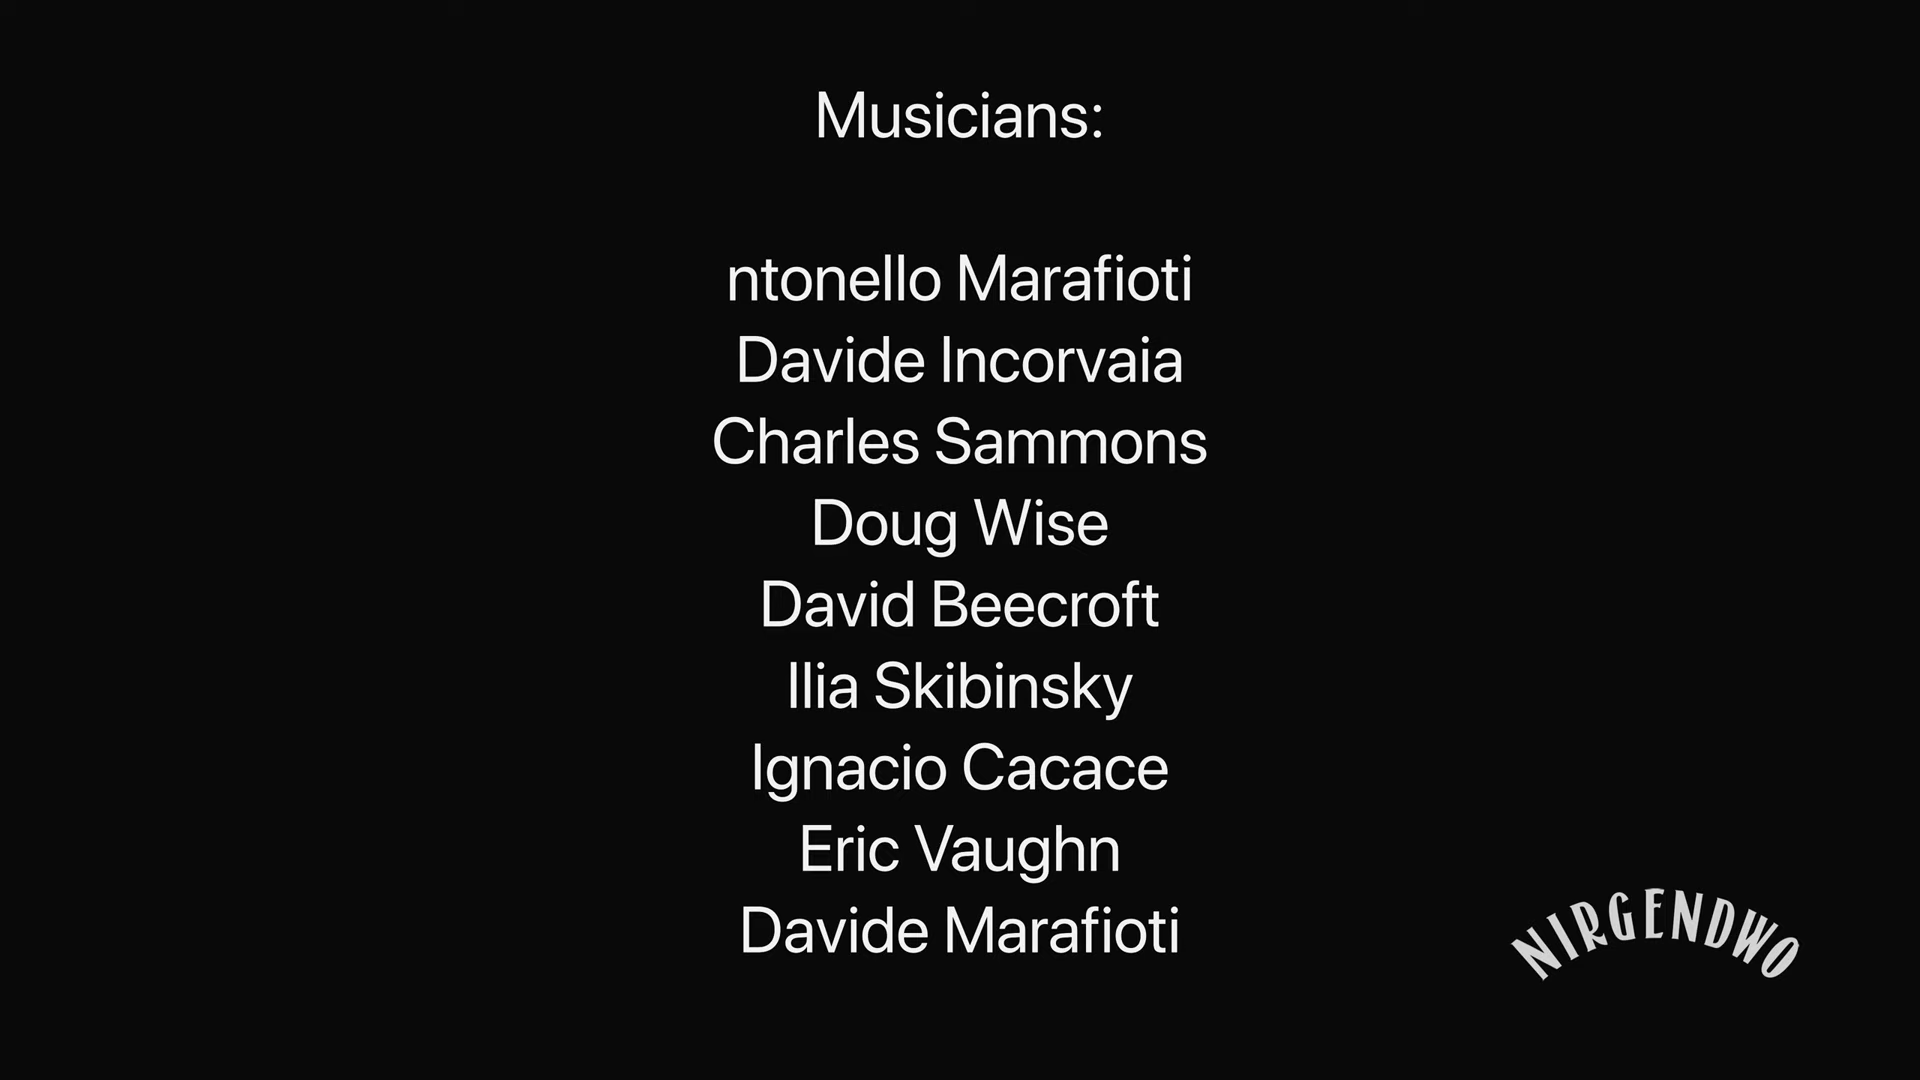 Musicians:
ntonello Marafioti
Davide Incorvaia
Charles Sammons
Doug Wise
David Beecroft
Ilia Skibinsky
Ignacio Cacace
Eric Vaughn
Davide Marafioti
NIRGENDWO